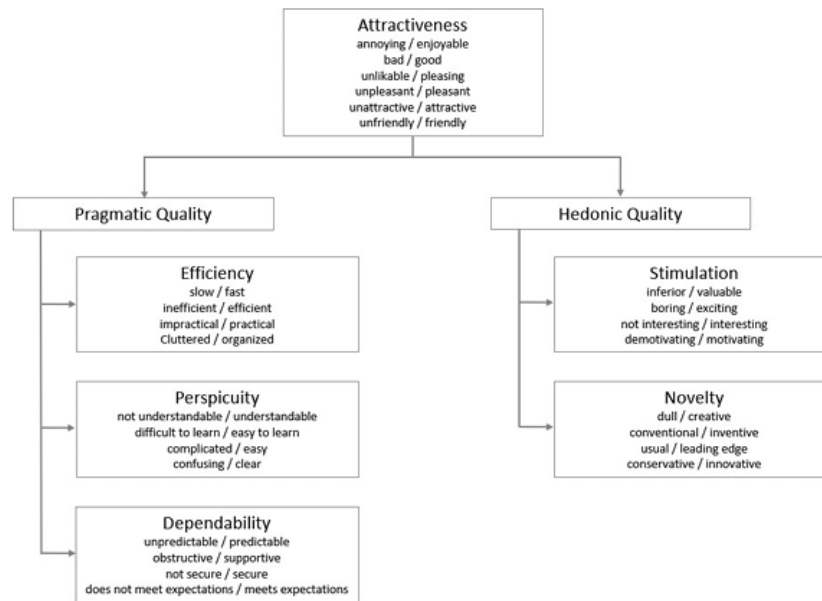 Attractiveness
annoying / enjoyable
bad / good
unlikable / pleasing
unpleasant / pleasant
unattractive / attractive
unfriendly / friendly
Pragmatic Quality
Efficiency
slow / fast
inefficient / efficient
impractical / practical
Cluttered / organized
Perspicuity
not understandable / understandable
difficult to learn / easy to learn
complicated / easy
confusing / clear
Dependability
unpredictable / predictable
obstructive / supportive
not secure / secure
does not meet expectations / meets expectations
Hedonic Quality
Stimulation
inferior / valuable
boring / exciting
not interesting / interesting
demotivating / motivating
Novelty
dull / creative
conventional / inventive
usual / leading edge
conservative / innovative